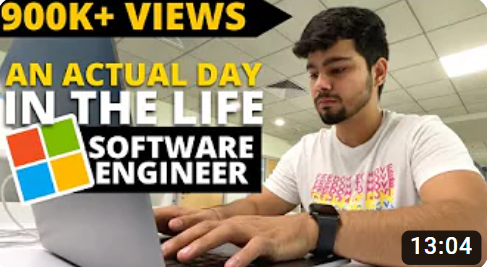 900K+ VIEWS
AN ACTUAL DAY
IN THE LIFE
SOFTWARE
ENGINEER
13:04